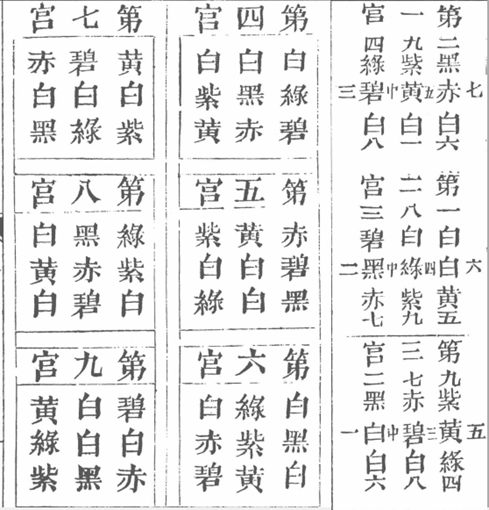 第一宮
二黑九紫四綠
七赤五黃中碧三
白六白一白八
第二宮
一白八白三碧
六白四綠中黑二
黃五紫九赤七
第三宮
九紫七赤二黑
五黃三碧中白一
綠四白八白六
第四宮
白白白
綠黑紫
碧赤黃
第五宮
赤黃紫
碧白白
黑白綠
第六宮
白綠白
黑紫赤
白黃碧
第七宮
黃碧赤
白白白
紫綠黑
第八宮
綠黑白
紫赤黃
白碧白
第九宮
碧白黃
白白綠
赤黑紫